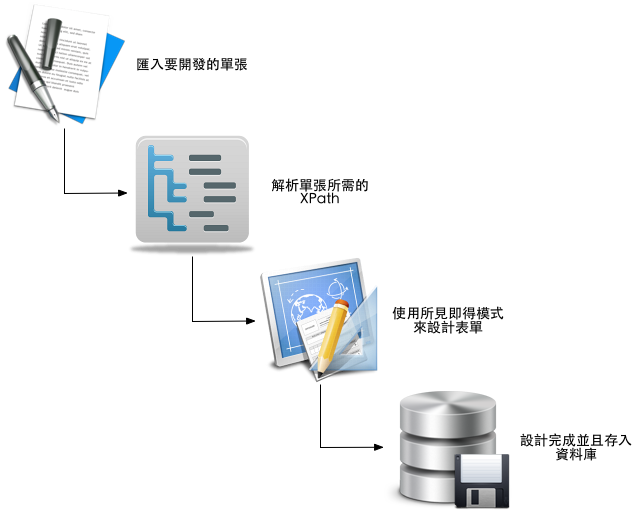 匯入要開發的單張
解析單張所需的
XPath
使用所見即得模式
來設計表單
設計完成並且存入
資料庫